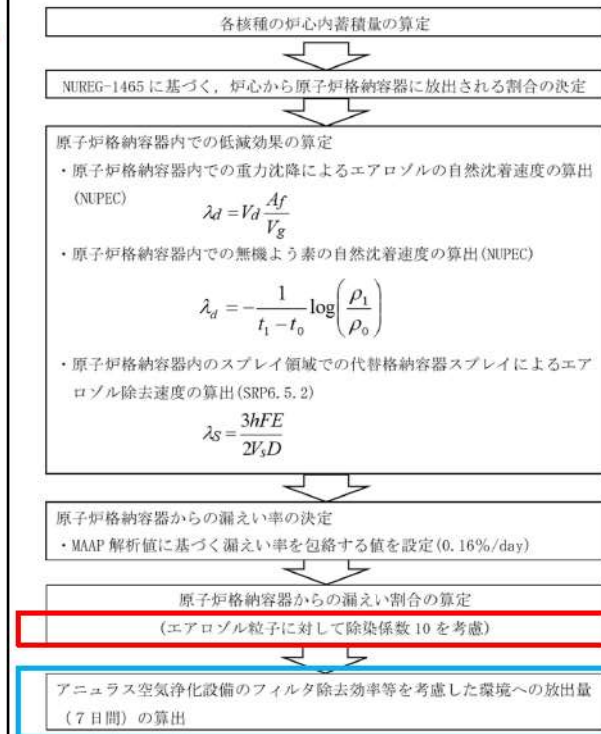 各核種の炉心内蓄積量の算定
NUREG-1465 に基づく，炉心から原子炉格納容器に放出される割合の決定
原子炉格納容器内での低減効果の算定
・原子炉格納容器内での重力沈降によるエアロゾルの自然沈着速度の算出
(NUPEC)
λd = Vd Af/Vg
・原子炉格納容器内での無機よう素の自然沈着速度の算出(NUPEC)
λd = − 1/(t1 − t0) log(ρ1/ρ0)
・原子炉格納容器内のスプレイ領域での代替格納容器スプレイによるエア
ロゾル除去速度の算出(SRP6.5.2)
λS = 3hFE/2VsD
原子炉格納容器からの漏えい率の決定
・MAAP 解析値に基づく漏えい率を包絡する値を設定(0.16%/day)
原子炉格納容器からの漏えい割合の算定
(エアロゾル粒子に対して除染係数 10 を考慮)
アニュラス空気浄化設備のフィルタ除去効率等を考慮した環境への放出量
（７日間）の算出